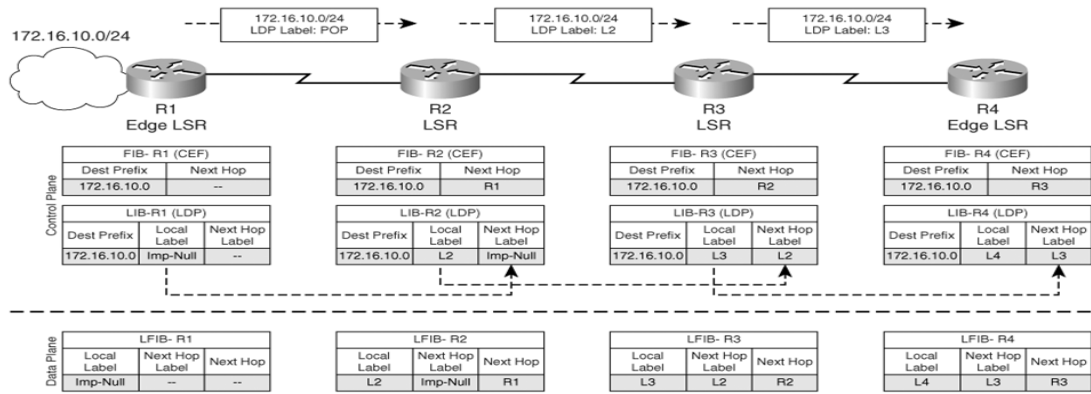 172.16.10.0/24
LDP Label: POP
172.16.10.0/24
LDP Label: L2
172.16.10.0/24
LDP Label: L3
172.16.10.0/24
R1
Edge LSR
R2
LSR
R3
LSR
R4
Edge LSR
Control Plane
FIB- R1 (CEF)
Dest Prefix Next Hop
172.16.10.0 --
FIB- R2 (CEF)
Dest Prefix Next Hop
172.16.10.0 R1
FIB- R3 (CEF)
Dest Prefix Next Hop
172.16.10.0 R2
FIB- R4 (CEF)
Dest Prefix Next Hop
172.16.10.0 R3
LIB-R1 (LDP)
Dest Prefix Local Label Next Hop Label
172.16.10.0 Imp-Null --
LIB-R2 (LDP)
Dest Prefix Local Label Next Hop Label
172.16.10.0 L2 Imp-Null
LIB-R3 (LDP)
Dest Prefix Local Label Next Hop Label
172.16.10.0 L3 L2
LIB-R4 (LDP)
Dest Prefix Local Label Next Hop Label
172.16.10.0 L4 L3
Data Plane
LFIB- R1
Local Label Next Hop Label Next Hop
Imp-Null -- --
LFIB- R2
Local Label Next Hop Label Next Hop
L2 Imp-Null R1
LFIB- R3
Local Label Next Hop Label Next Hop
L3 L2 R2
LFIB- R4
Local Label Next Hop Label Next Hop
L4 L3 R3